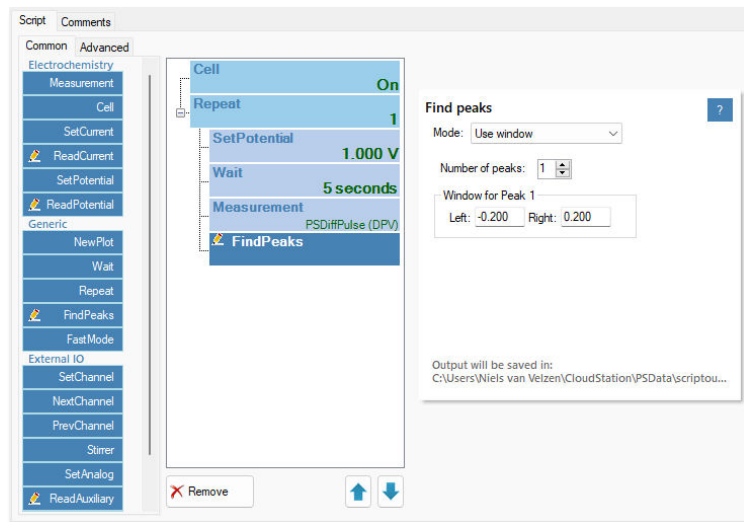 Script Comments
Common Advanced
Electrochemistry
Measurement
Cell
SetCurrent
ReadCurrent
SetPotential
ReadPotential
Generic
NewPlot
Wait
Repeat
FindPeaks
FastMode
External IO
SetChannel
NextChannel
PrevChannel
Stirrer
SetAnalog
ReadAuxiliary
Cell
On
Repeat
1
SetPotential
1.000 V
Wait
5 seconds
Measurement
PSDiffPulse (DPV)
FindPeaks
Remove
Find peaks
?
Mode: Use window
Number of peaks: 1
Window for Peak 1
Left: -0.200 Right: 0.200
Output will be saved in:
C:\Users\Niels van Velzen\CloudStation\PSData\scriptou...